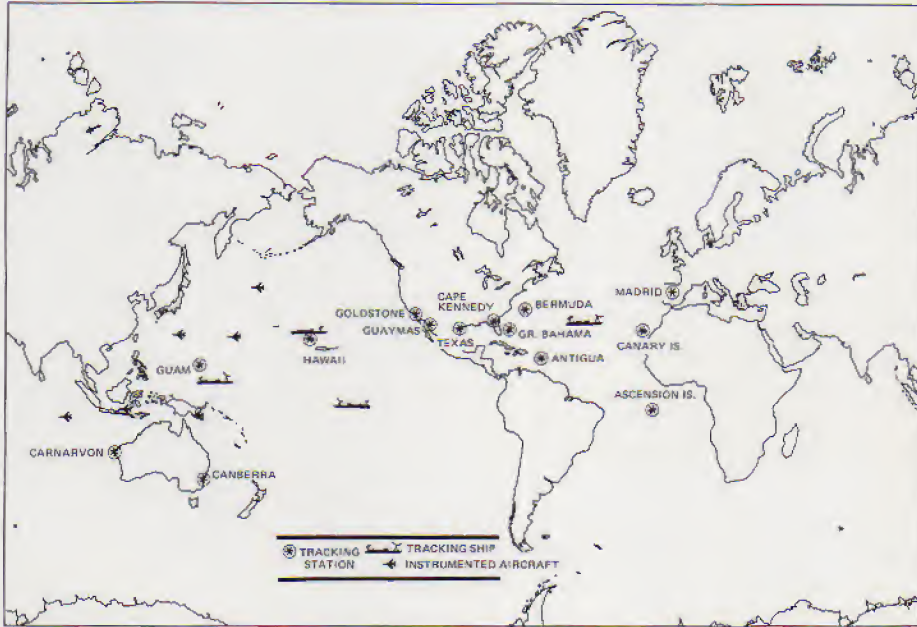 MADRID
CAPE
KENNEDY
BERMUDA
GOLDSTONE
GUAYMAS
TEXAS
GR. BAHAMA
CANARY IS.
HAWAII
ANTIGUA
GUAM
ASCENSION IS.
CARNARVON
CANBERRA
TRACKING
STATION
TRACKING SHIP
INSTRUMENTED AIRCRAFT